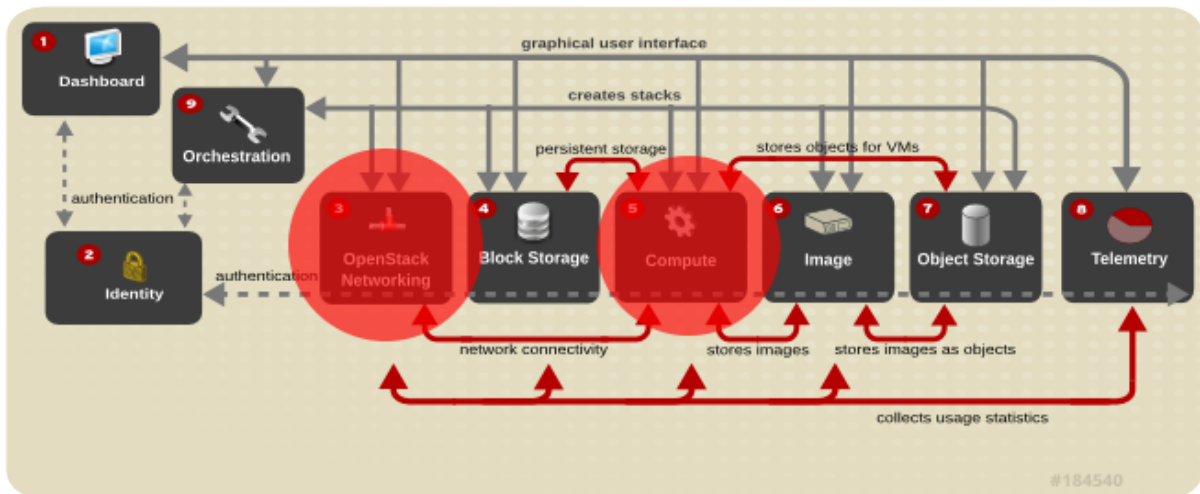 1
Dashboard
graphical user interface
9
Orchestration
creates stacks
persistent storage
stores objects for VMs
authentication
2
Identity
authentication
3
OpenStack
Networking
4
Block Storage
5
Compute
6
Image
7
Object Storage
8
Telemetry
network connectivity
stores images
stores images as objects
collects usage statistics
#184540